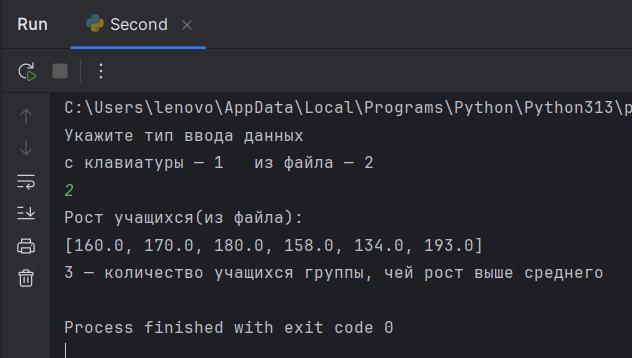 Run
Second
C:\Users\lenovo\AppData\Local\Programs\Python\Python313\p
Укажите тип ввода данных
с клавиатуры — 1   из файла — 2
2
Рост учащихся(из файла):
[160.0, 170.0, 180.0, 158.0, 134.0, 193.0]
3 — количество учащихся группы, чей рост выше среднего
Process finished with exit code 0